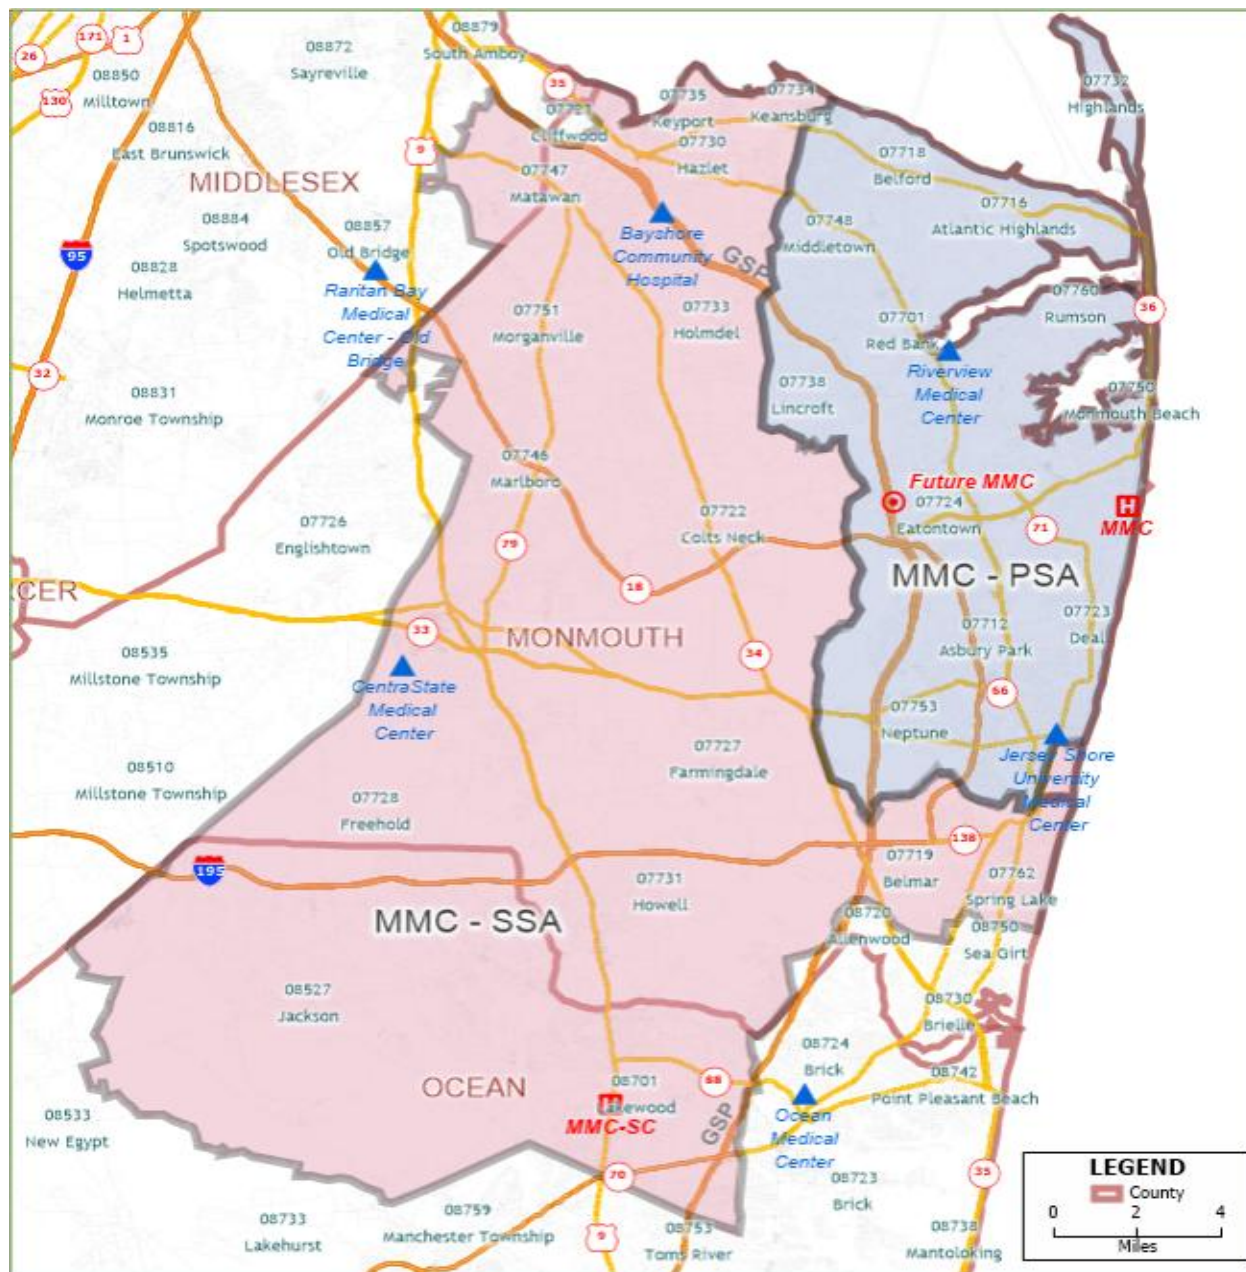 08879
South Amboy
171
1
26
08872
Sayreville
08850
Milltown
130
35
07735
Keyport
07734
Keansburg
07732
Highlands
07721
Cliffwood
08816
East Brunswick
9
07730
Hazlet
07718
Belford
MIDDLESEX
07747
Matawan
07716
Atlantic Highlands
08884
Spotswood
08857
Old Bridge
07748
Middletown
Bayshore
Community
Hospital
GSP
95
08828
Helmetta
Raritan Bay
Medical
Center - Old
Bridge
07751
Morganville
07733
Holmdel
07760
Rumson
36
07701
Red Bank
Riverview
Medical
Center
32
08831
Monroe Township
07738
Lincroft
07750
Monmouth Beach
07746
Marlboro
Future MMC
07724
Eatontown
H
MMC
07722
Colts Neck
07726
Englishtown
79
71
18
MMC - PSA
CER
33
MONMOUTH
07712
Asbury Park
07723
Deal
08535
Millstone Township
34
CentraState
Medical
Center
66
07753
Neptune
07727
Farmingdale
Jersey Shore
University
Medical
Center
08510
Millstone Township
07728
Freehold
138
195
07731
Howell
07719
Belmar
07762
Spring Lake
MMC - SSA
08720
Allenwood
08750
Sea Girt
08527
Jackson
08730
Brielle
08724
Brick
OCEAN
08701
Lakewood
88
08742
Point Pleasant Beach
H
MMC-SC
GSP
Ocean
Medical
Center
08533
New Egypt
70
08723
Brick
35
08733
Lakehurst
08759
Manchester Township
9
08753
Toms River
08738
Mantoloking
LEGEND
County
0 2 4
Miles